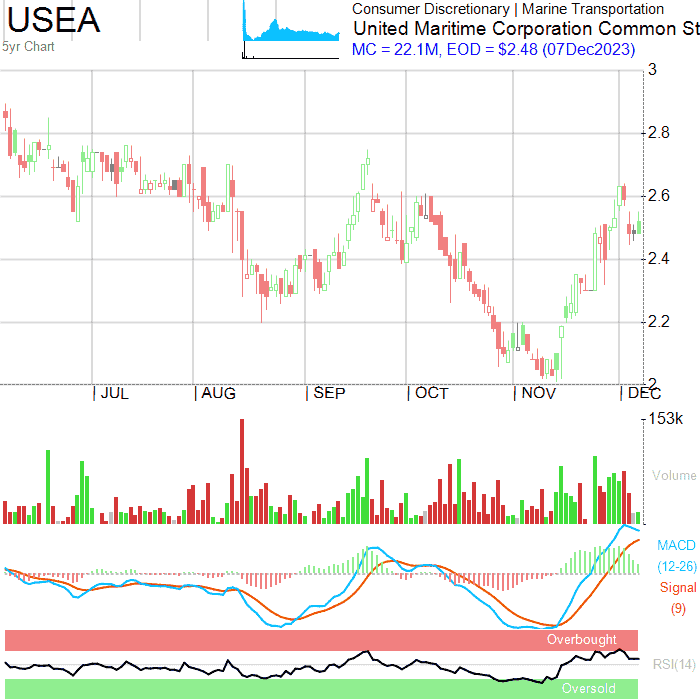 USEA
5yr Chart
Consumer Discretionary | Marine Transportation
United Maritime Corporation Common St
MC = 22.1M, EOD = $2.48 (07Dec2023)
3
2.8
2.6
2.4
2.2
2
| JUL | AUG | SEP | OCT | NOV | DEC
153k
Volume
MACD
(12-26)
Signal
(9)
Overbought
RSI(14)
Oversold